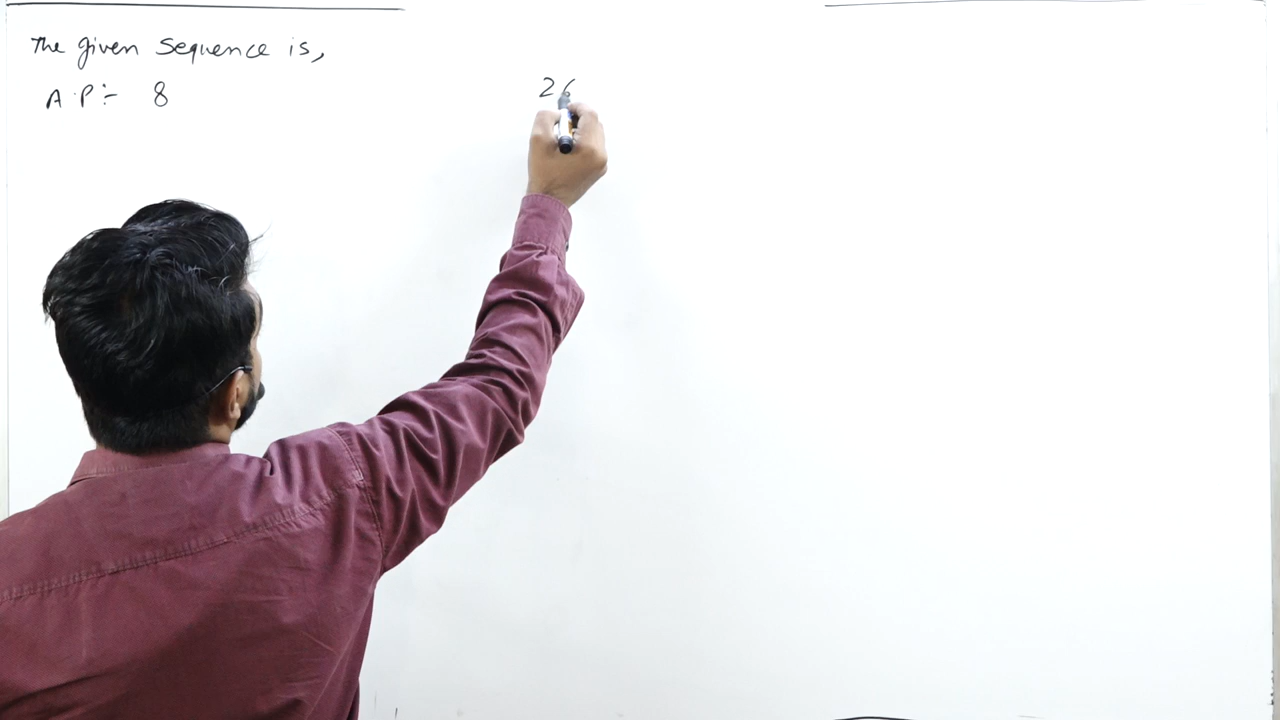 The given sequence is,
A.P:- 8 26